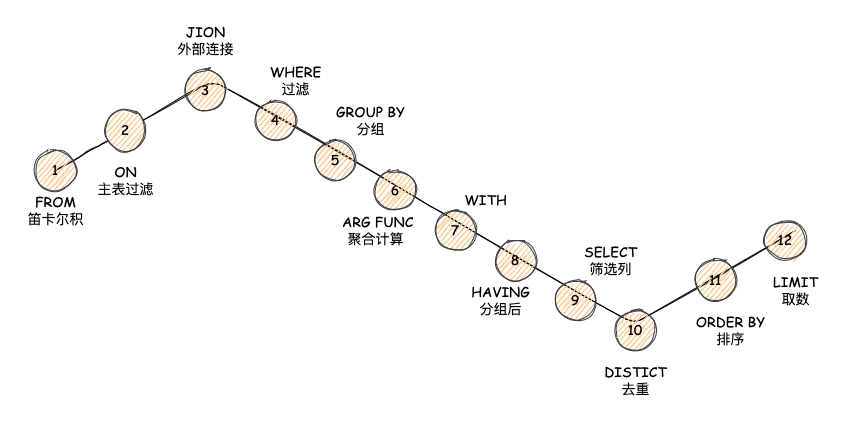 1
FROM
笛卡尔积
2
ON
主表过滤
JION
外部连接
3
WHERE
过滤
4
GROUP BY
分组
5
6
ARG FUNC
聚合计算
WITH
7
8
HAVING
分组后
SELECT
筛选列
9
10
DISTICT
去重
11
ORDER BY
排序
12
LIMIT
取数